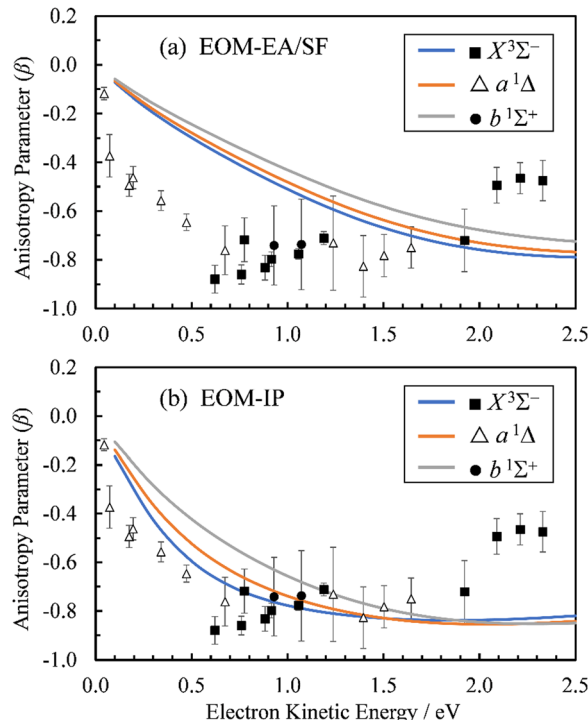 (a) EOM-EA/SF
X³Σ⁻
a¹Δ
b¹Σ⁺
Anisotropy Parameter (β)
0.2
0.0
-0.2
-0.4
-0.6
-0.8
-1.0
0.0 0.5 1.0 1.5 2.0 2.5
(b) EOM-IP
X³Σ⁻
a¹Δ
b¹Σ⁺
Anisotropy Parameter (β)
0.2
0.0
-0.2
-0.4
-0.6
-0.8
-1.0
0.0 0.5 1.0 1.5 2.0 2.5
Electron Kinetic Energy / eV